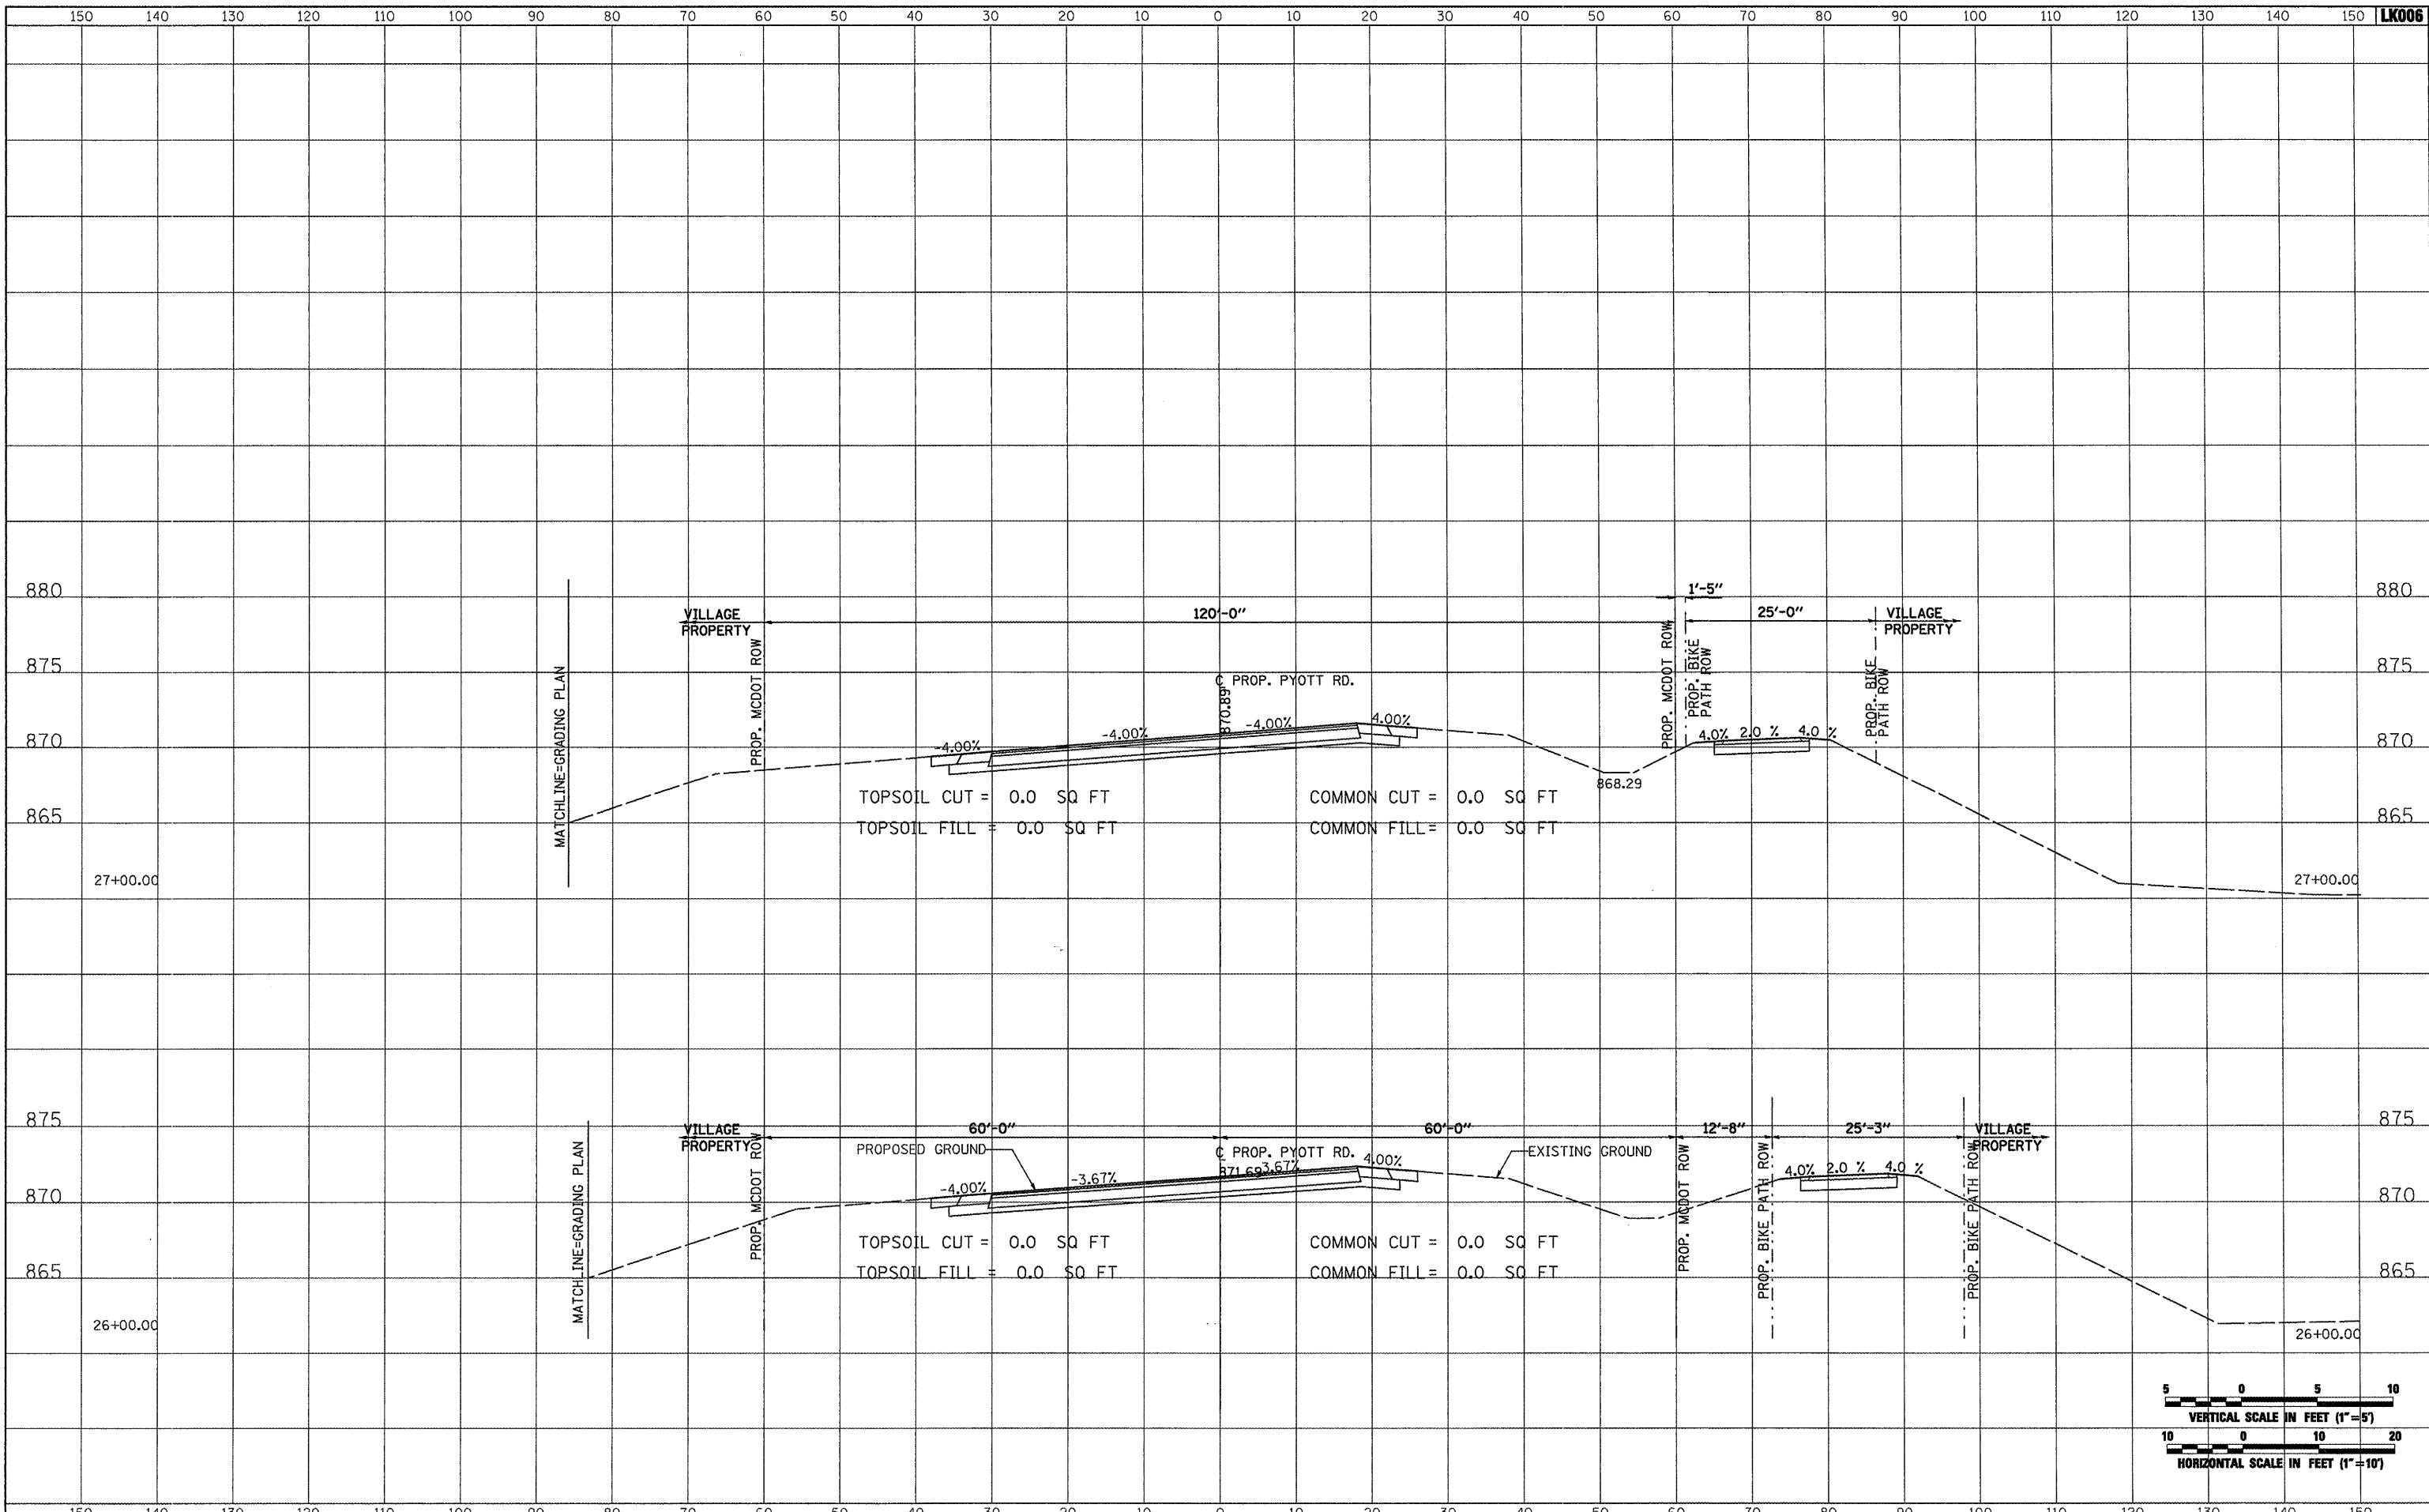 150 140 130 120 110 100 90 80 70 60 50 40 30 20 10 0 10 20 30 40 50 60 70 80 90 100 110 120 130 140 150 LK006
880 880
1'-5"
VILLAGE PROPERTY
120'-0"
25'-0"
VILLAGE PROPERTY
875 875
MATCHLINE=GRADING PLAN
PROP. MCDOT ROW
℄ PROP. PYOTT RD.
870.89
PROP. MCDOT ROW
PROP. BIKE PATH ROW
PROP. BIKE PATH ROW
870 870
-4.00% -4.00% -4.00% 4.00%
4.0% 2.0 % 4.0 %
868.29
TOPSOIL CUT = 0.0 SQ FT COMMON CUT = 0.0 SQ FT
865 865
TOPSOIL FILL = 0.0 SQ FT COMMON FILL= 0.0 SQ FT
27+00.00 27+00.00
875 875
VILLAGE PROPERTY
60'-0"
60'-0"
12'-8"
25'-3"
VILLAGE PROPERTY
MATCHLINE=GRADING PLAN
PROP. MCDOT ROW
PROPOSED GROUND
℄ PROP. PYOTT RD.
EXISTING GROUND
871.69
PROP. MCDOT ROW
PROP. BIKE PATH ROW
PROP. BIKE PATH ROW
870 870
-4.00% -3.67% -3.67% 4.00%
4.0% 2.0 % 4.0 %
TOPSOIL CUT = 0.0 SQ FT COMMON CUT = 0.0 SQ FT
865 865
TOPSOIL FILL = 0.0 SQ FT COMMON FILL= 0.0 SQ FT
26+00.00 26+00.00
5 0 5 10
VERTICAL SCALE IN FEET (1"=5')
10 0 10 20
HORIZONTAL SCALE IN FEET (1"=10')
150 140 130 120 110 100 90 80 70 60 50 40 30 20 10 0 10 20 30 40 50 60 70 80 90 100 110 120 130 140 150